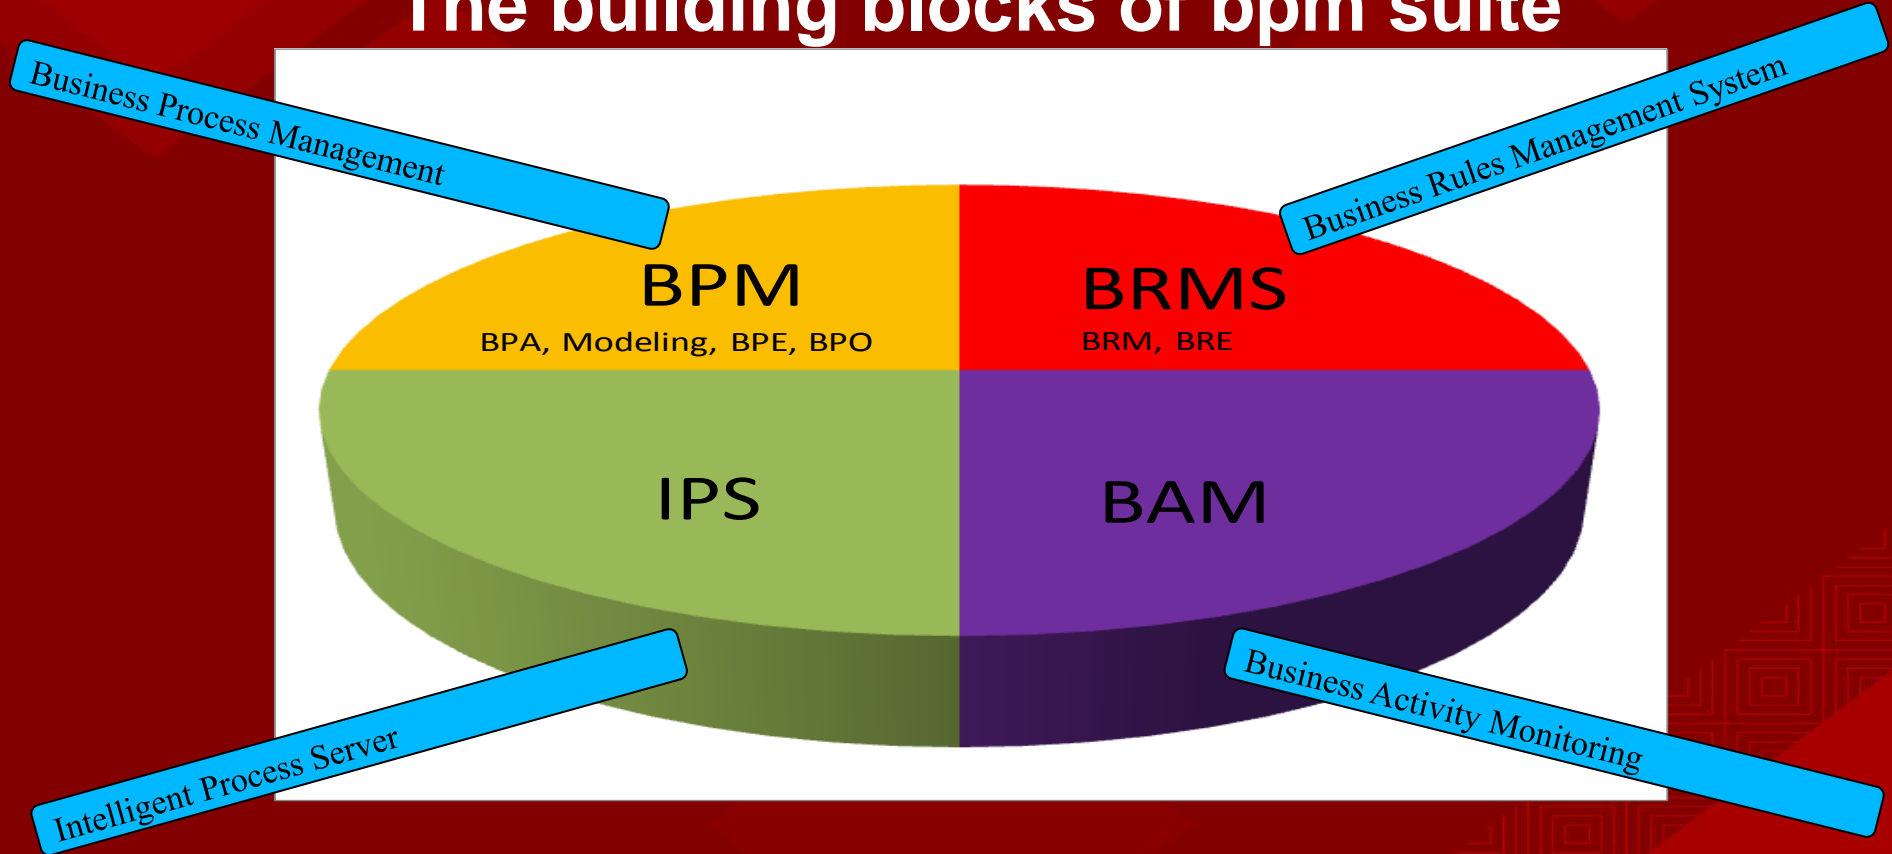 The building blocks of bpm suite
Business Process Management
Business Rules Management System
BPM
BPA, Modeling, BPE, BPO
BRMS
BRM, BRE
IPS
BAM
Intelligent Process Server
Business Activity Monitoring